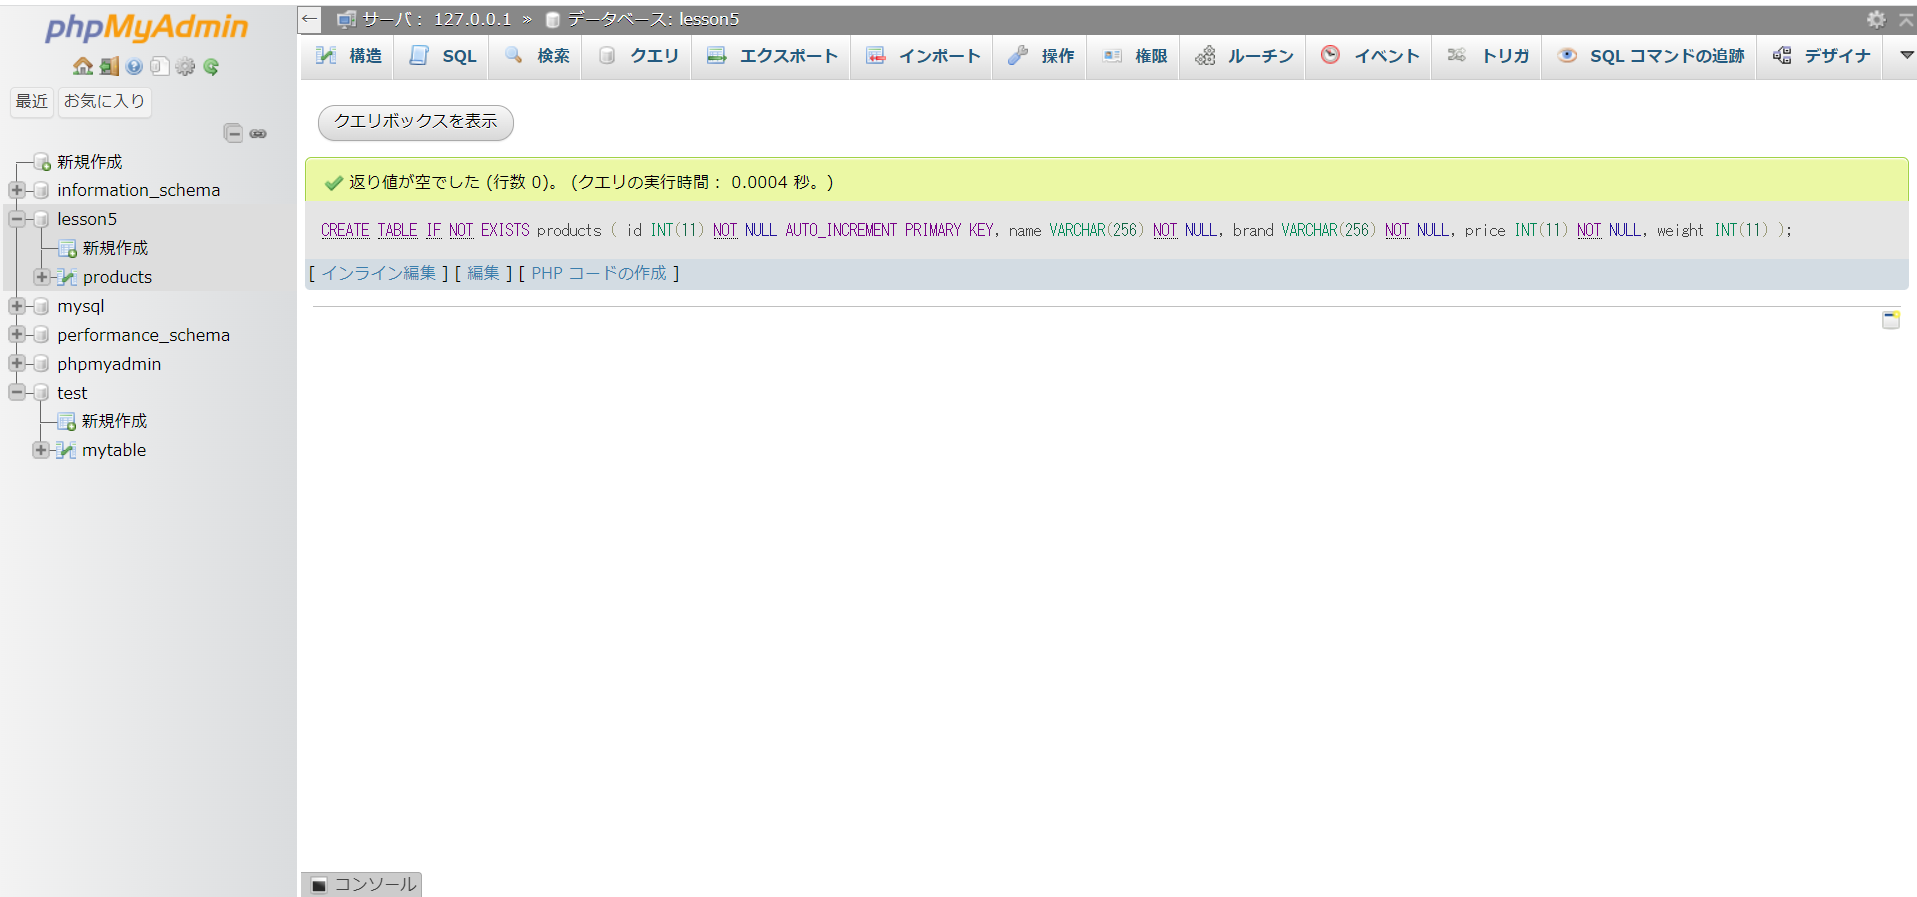 phpMyAdmin
最近 お気に入り
新規作成
information_schema
lesson5
新規作成
products
mysql
performance_schema
phpmyadmin
test
新規作成
mytable
← サーバ: 127.0.0.1 » データベース: lesson5
構造 SQL 検索 クエリ エクスポート インポート 操作 権限 ルーチン イベント トリガ SQL コマンドの追跡 デザイナ
クエリボックスを表示
返り値が空でした (行数 0)。 (クエリの実行時間: 0.0004 秒。)
CREATE TABLE IF NOT EXISTS products ( id INT(11) NOT NULL AUTO_INCREMENT PRIMARY KEY, name VARCHAR(256) NOT NULL, brand VARCHAR(256) NOT NULL, price INT(11) NOT NULL, weight INT(11) );
[ インライン編集 ] [ 編集 ] [ PHP コードの作成 ]
コンソール